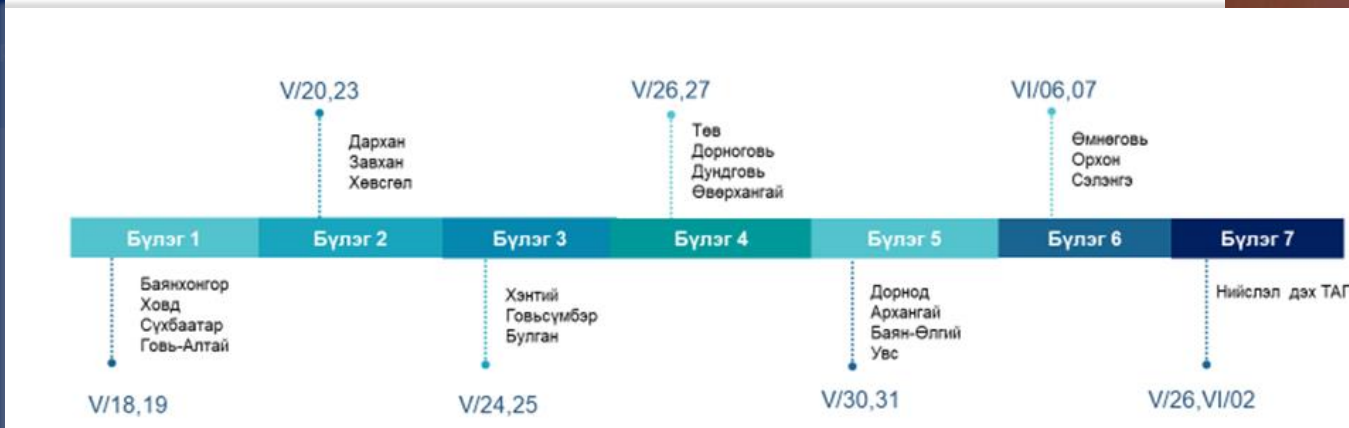 V/20,23
V/26,27
VI/06,07
Дархан
Завхан
Хөвсгөл
Төв
Дорноговь
Дундговь
Өвөрхангай
Өмнөговь
Орхон
Сэлэнгэ
Бүлэг 1
Бүлэг 2
Бүлэг 3
Бүлэг 4
Бүлэг 5
Бүлэг 6
Бүлэг 7
Баянхонгор
Ховд
Сүхбаатар
Говь-Алтай
Хэнтий
Говьсүмбэр
Булган
Дорнод
Архангай
Баян-Өлгий
Увс
Нийслэл дэх ТАГ
V/18,19
V/24,25
V/30,31
V/26,VI/02